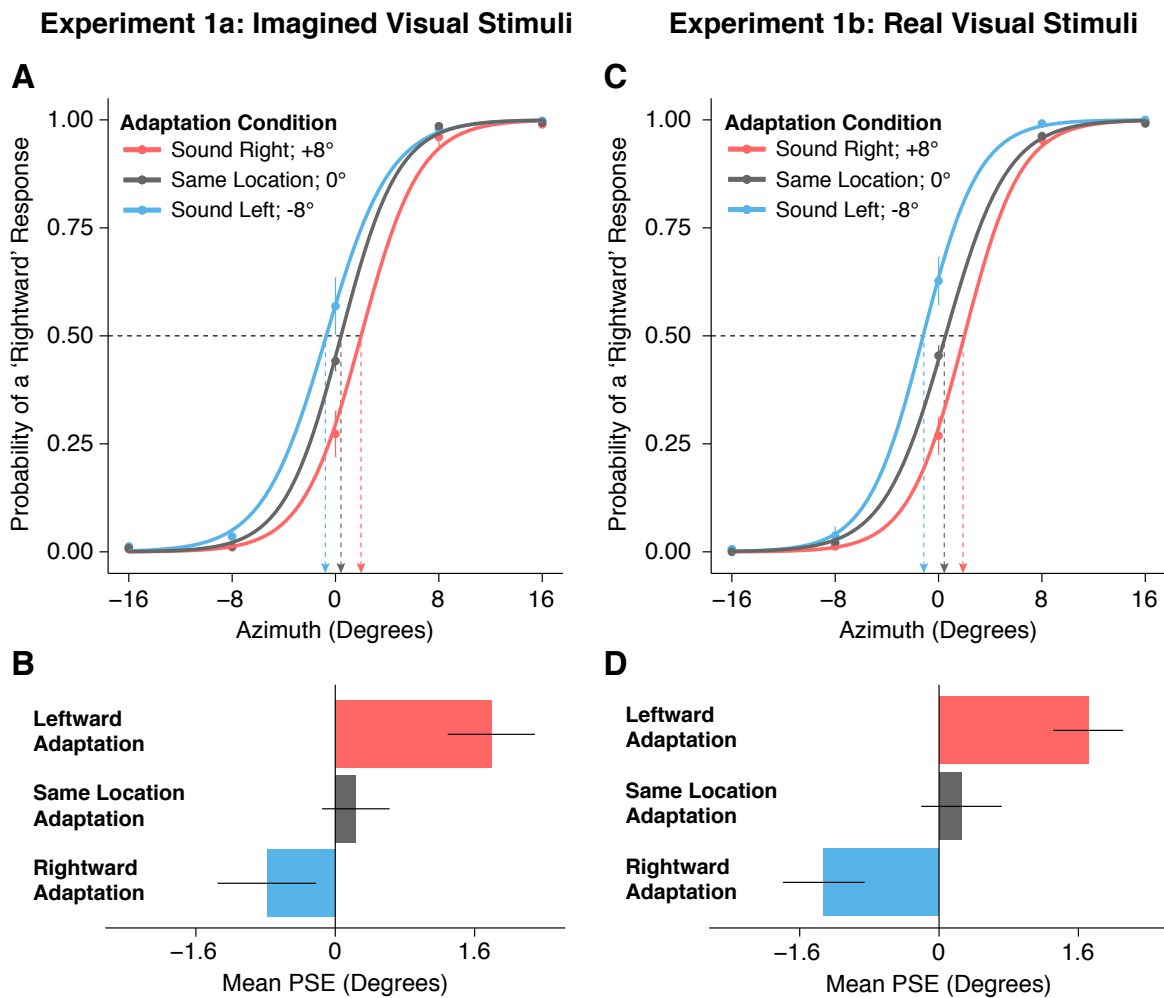 Experiment 1a: Imagined Visual Stimuli
A
Probability of a ‘Rightward’ Response
1.00
0.75
0.50
0.25
0.00
Adaptation Condition
Sound Right; +8°
Same Location; 0°
Sound Left; -8°
−16
−8
0
8
16
Azimuth (Degrees)
B
Leftward
Adaptation
Same Location
Adaptation
Rightward
Adaptation
−1.6
0
1.6
Mean PSE (Degrees)
Experiment 1b: Real Visual Stimuli
C
Probability of a ‘Rightward’ Response
1.00
0.75
0.50
0.25
0.00
Adaptation Condition
Sound Right; +8°
Same Location; 0°
Sound Left; -8°
−16
−8
0
8
16
Azimuth (Degrees)
D
Leftward
Adaptation
Same Location
Adaptation
Rightward
Adaptation
−1.6
0
1.6
Mean PSE (Degrees)